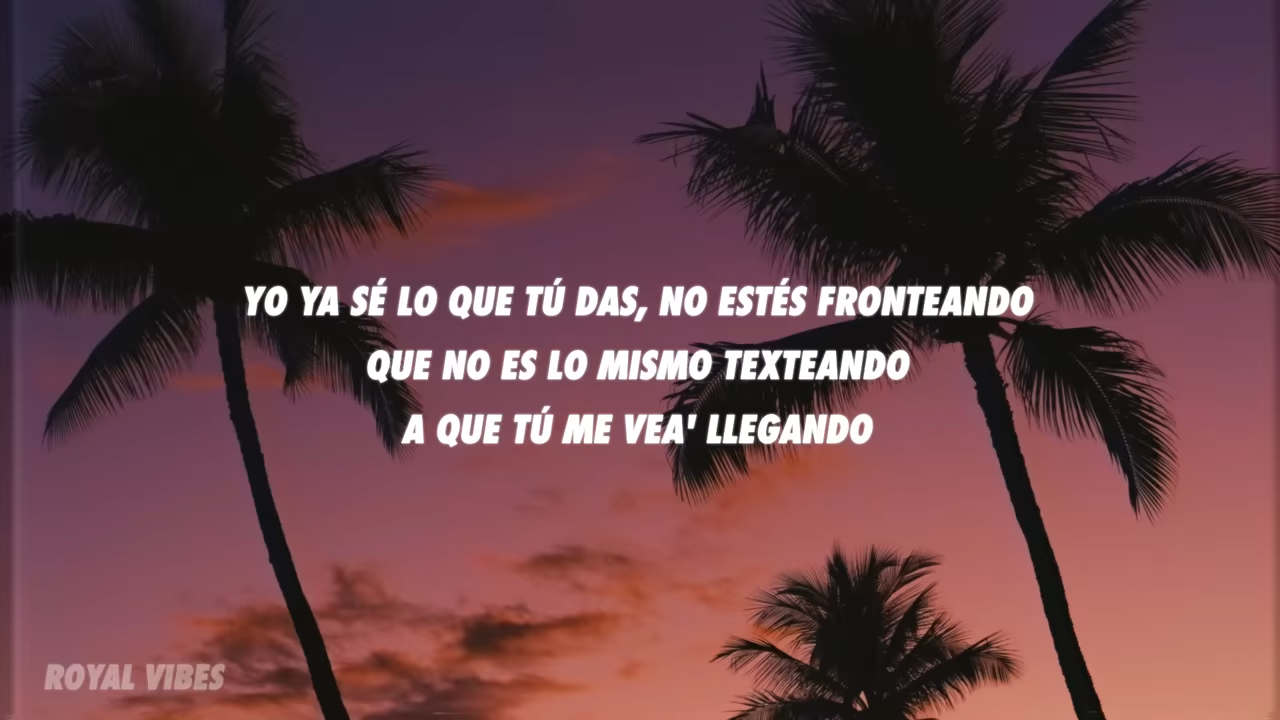 YO YA SÉ LO QUE TÚ DAS, NO ESTÉS FRONTEANDO
QUE NO ES LO MISMO TEXTEANDO
A QUE TÚ ME VEA' LLEGANDO
ROYAL VIBES